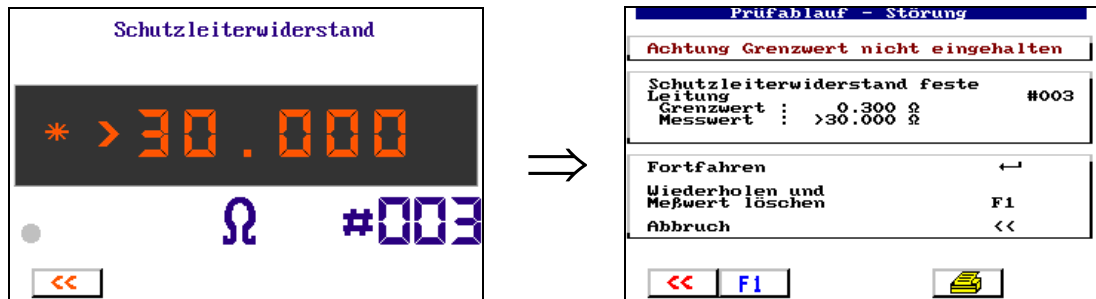 Schutzleiterwiderstand
* >30.000
Ω #003
<<
⇒
Prüfablauf - Störung
Achtung Grenzwert nicht eingehalten
Schutzleiterwiderstand feste
Leitung #003
Grenzwert : 0.300 Ω
Messwert : >30.000 Ω
Fortfahren ↵
Wiederholen und
Meßwert löschen F1
Abbruch <<
<< F1